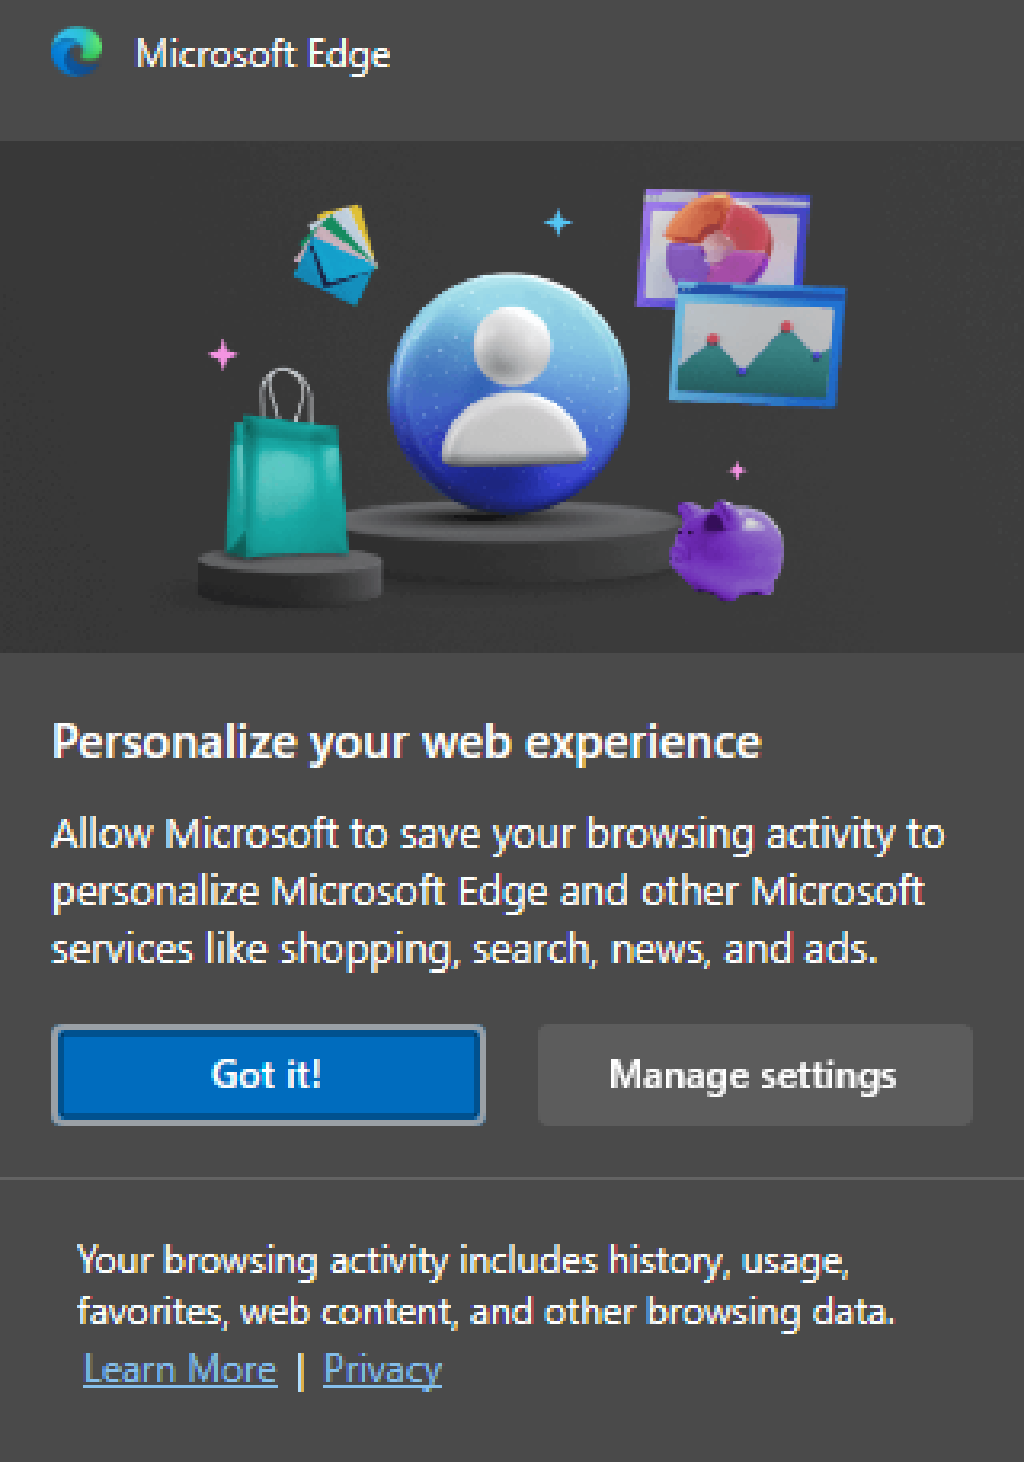 Microsoft Edge
Personalize your web experience
Allow Microsoft to save your browsing activity to
personalize Microsoft Edge and other Microsoft
services like shopping, search, news, and ads.
Got it!
Manage settings
Your browsing activity includes history, usage,
favorites, web content, and other browsing data.
Learn More | Privacy